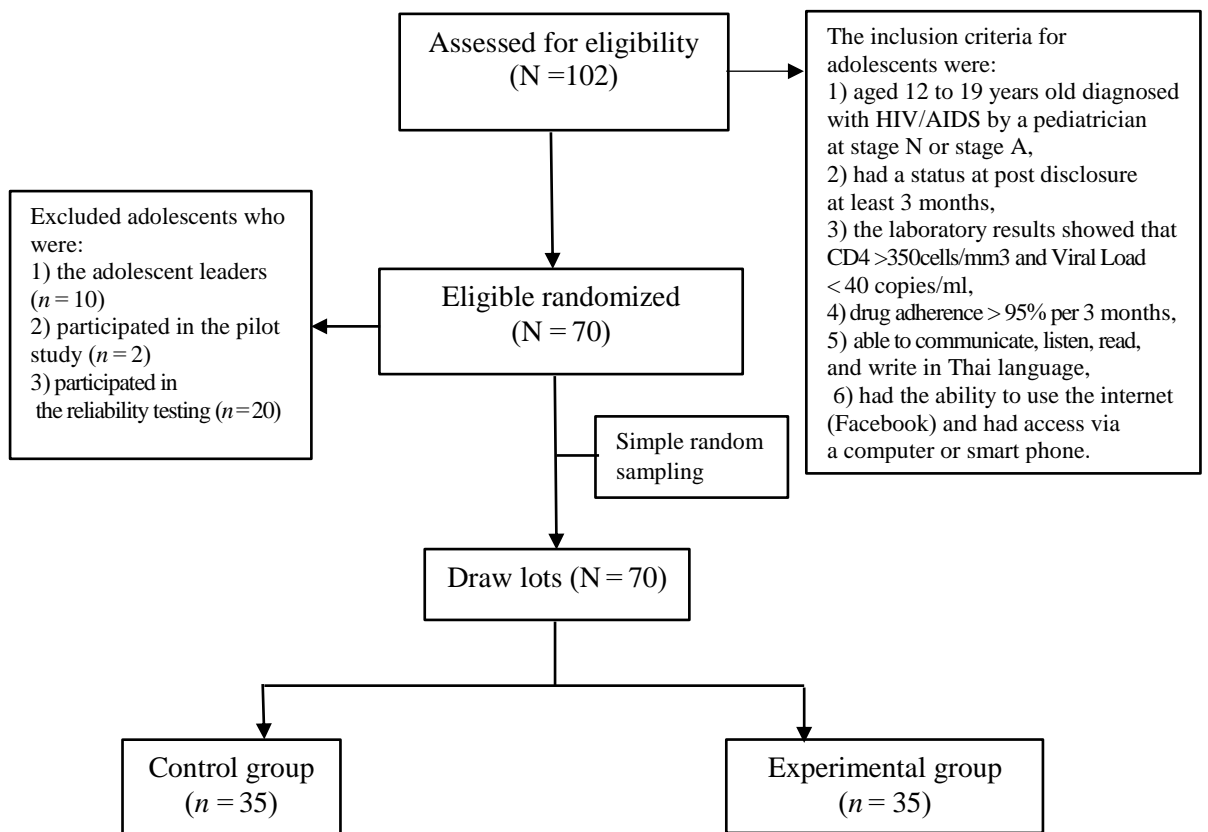 Assessed for eligibility
(N =102)
The inclusion criteria for
adolescents were:
1) aged 12 to 19 years old diagnosed
with HIV/AIDS by a pediatrician
at stage N or stage A,
2) had a status at post disclosure
at least 3 months,
3) the laboratory results showed that
CD4 >350cells/mm3 and Viral Load
< 40 copies/ml,
4) drug adherence > 95% per 3 months,
5) able to communicate, listen, read,
and write in Thai language,
6) had the ability to use the internet
(Facebook) and had access via
a computer or smart phone.
Excluded adolescents who
were:
1) the adolescent leaders
(n = 10)
2) participated in the pilot
study (n = 2)
3) participated in
the reliability testing (n = 20)
Eligible randomized
(N = 70)
Simple random
sampling
Draw lots (N = 70)
Control group
(n = 35)
Experimental group
(n = 35)